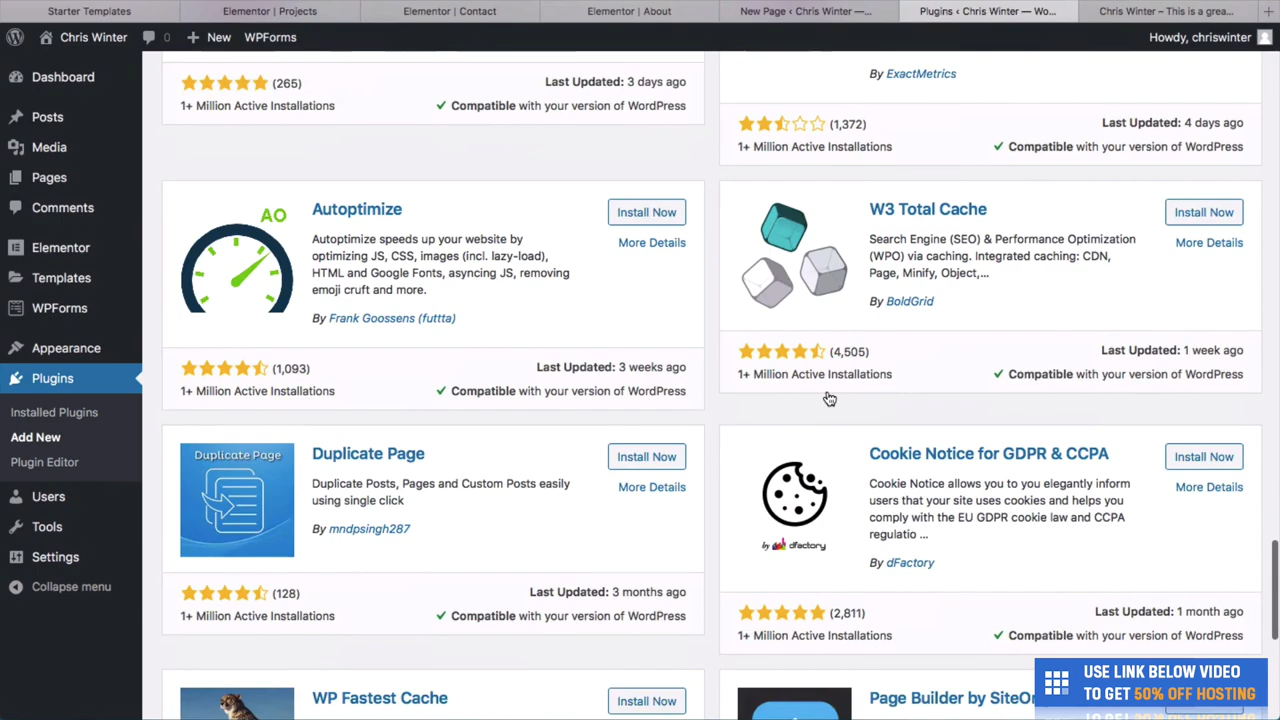 Starter Templates
Elementor | Projects
Elementor | Contact
Elementor | About
New Page ‹ Chris Winter —...
Plugins ‹ Chris Winter — Wo...
Chris Winter – This is a grea...
Chris Winter
0
New
WPForms
Howdy, chriswinter
Dashboard
Posts
Media
Pages
Comments
Elementor
Templates
WPForms
Appearance
Plugins
Installed Plugins
Add New
Plugin Editor
Users
Tools
Settings
Collapse menu
(265)
Last Updated: 3 days ago
1+ Million Active Installations
Compatible with your version of WordPress
By ExactMetrics
(1,372)
Last Updated: 4 days ago
1+ Million Active Installations
Compatible with your version of WordPress
AO
Autoptimize
Install Now
More Details
Autoptimize speeds up your website by
optimizing JS, CSS, images (incl. lazy-load),
HTML and Google Fonts, asyncing JS, removing
emoji cruft and more.
By Frank Goossens (futtta)
(1,093)
Last Updated: 3 weeks ago
1+ Million Active Installations
Compatible with your version of WordPress
W3 Total Cache
Install Now
More Details
Search Engine (SEO) & Performance Optimization
(WPO) via caching. Integrated caching: CDN,
Page, Minify, Object,...
By BoldGrid
(4,505)
Last Updated: 1 week ago
1+ Million Active Installations
Compatible with your version of WordPress
Duplicate Page
Duplicate Page
Install Now
More Details
Duplicate Posts, Pages and Custom Posts easily
using single click
By mndpsingh287
(128)
Last Updated: 3 months ago
1+ Million Active Installations
Compatible with your version of WordPress
by dfactory
Cookie Notice for GDPR & CCPA
Install Now
More Details
Cookie Notice allows you to you elegantly inform
users that your site uses cookies and helps you
comply with the EU GDPR cookie law and CCPA
regulatio ...
By dFactory
(2,811)
Last Updated: 1 month ago
1+ Million Active Installations
Compatible with your version of WordPress
WP Fastest Cache
Install Now
Page Builder by SiteOr
USE LINK BELOW VIDEO
TO GET 50% OFF HOSTING